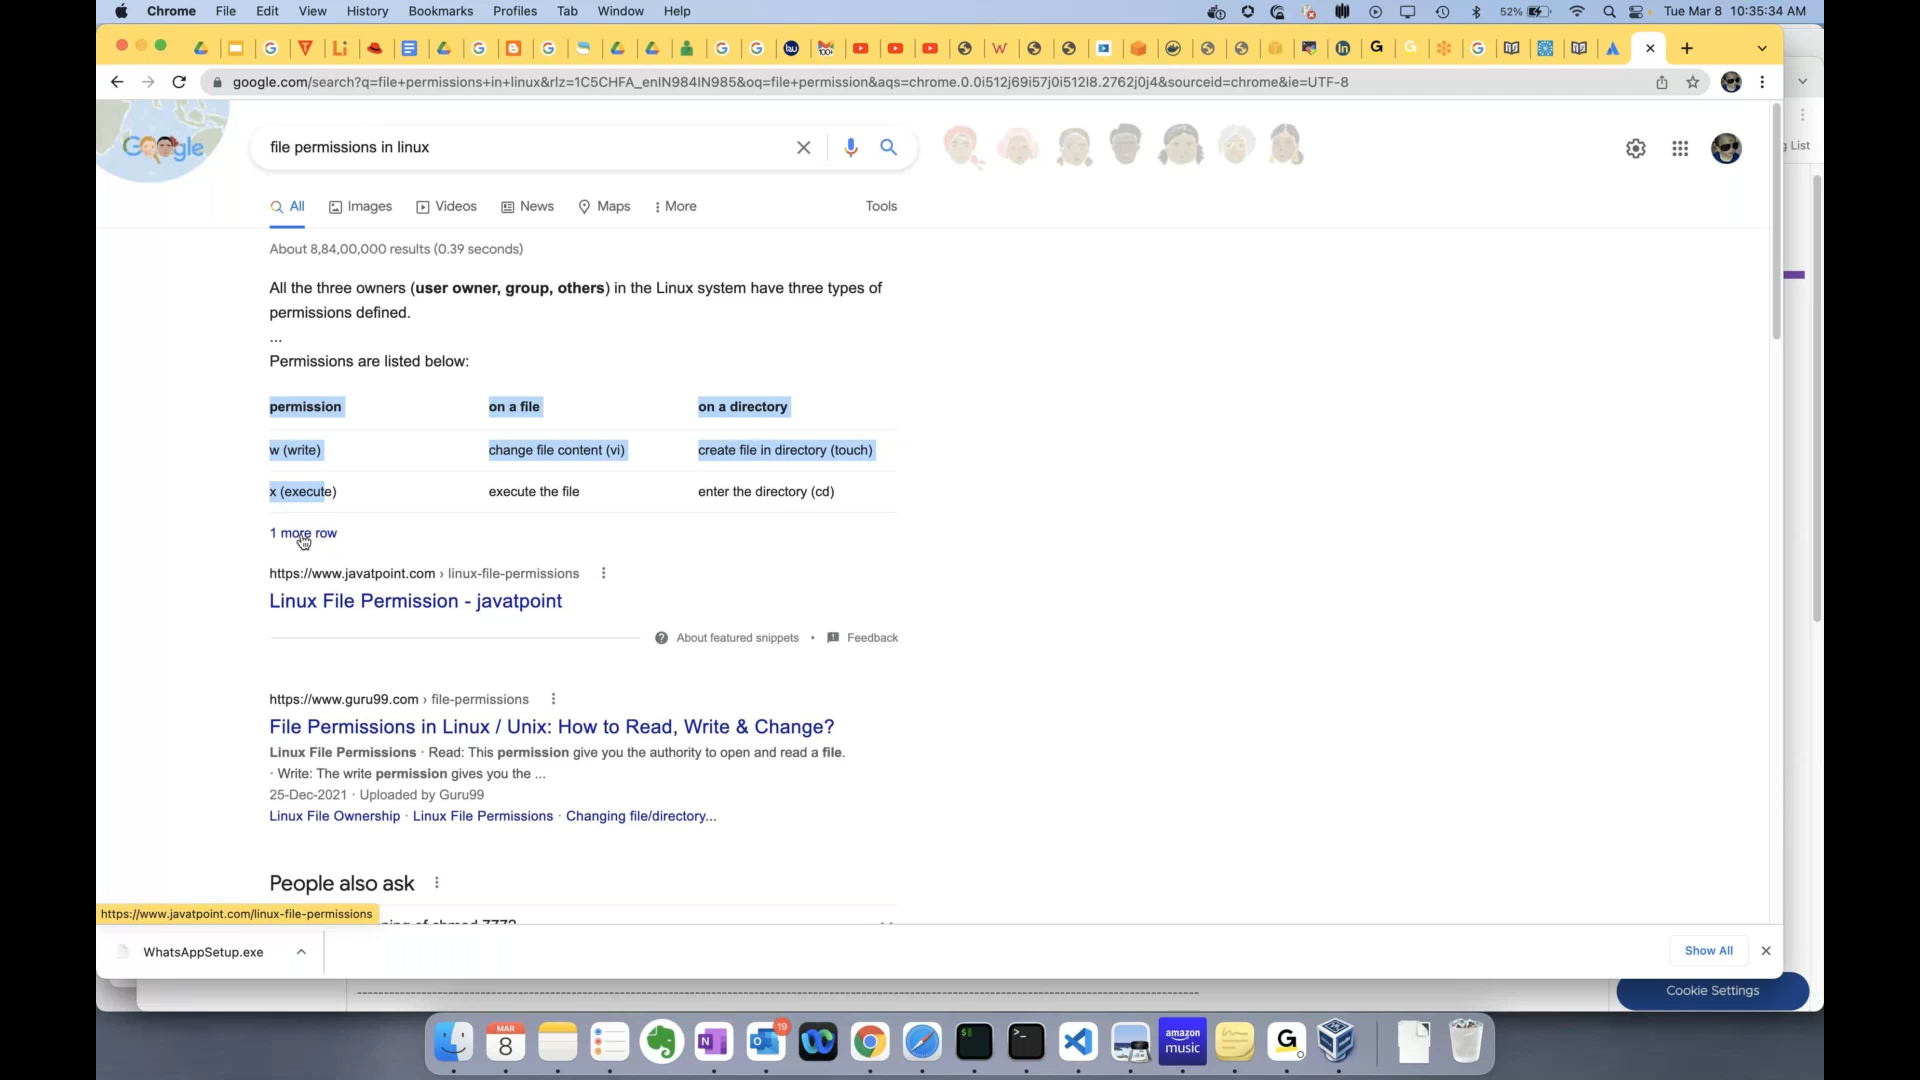 Chrome File Edit View History Bookmarks Profiles Tab Window Help 52% Tue Mar 8 10:35:34 AM
google.com/search?q=file+permissions+in+linux&rlz=1C5CHFA_enIN984IN985&oq=file+permission&aqs=chrome.0.0i512j69i57j0i512l8.2762j0j4&sourceid=chrome&ie=UTF-8
Google file permissions in linux
g List
All Images Videos News Maps More Tools
About 8,84,00,000 results (0.39 seconds)
All the three owners (user owner, group, others) in the Linux system have three types of
permissions defined.
...
Permissions are listed below:
permission on a file on a directory
w (write) change file content (vi) create file in directory (touch)
x (execute) execute the file enter the directory (cd)
1 more row
https://www.javatpoint.com › linux-file-permissions
Linux File Permission - javatpoint
About featured snippets • Feedback
https://www.guru99.com › file-permissions
File Permissions in Linux / Unix: How to Read, Write & Change?
Linux File Permissions · Read: This permission give you the authority to open and read a file.
· Write: The write permission gives you the ...
25-Dec-2021 · Uploaded by Guru99
Linux File Ownership · Linux File Permissions · Changing file/directory...
People also ask
https://www.javatpoint.com/linux-file-permissions
WhatsAppSetup.exe Show All
Cookie Settings
MAR
8
19
amazon
music